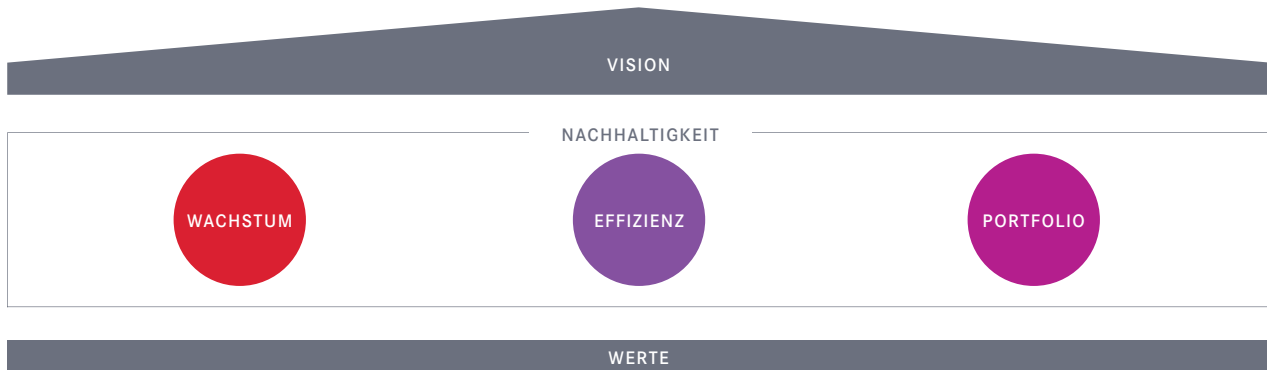 VISION
NACHHALTIGKEIT
WACHSTUM
EFFIZIENZ
PORTFOLIO
WERTE